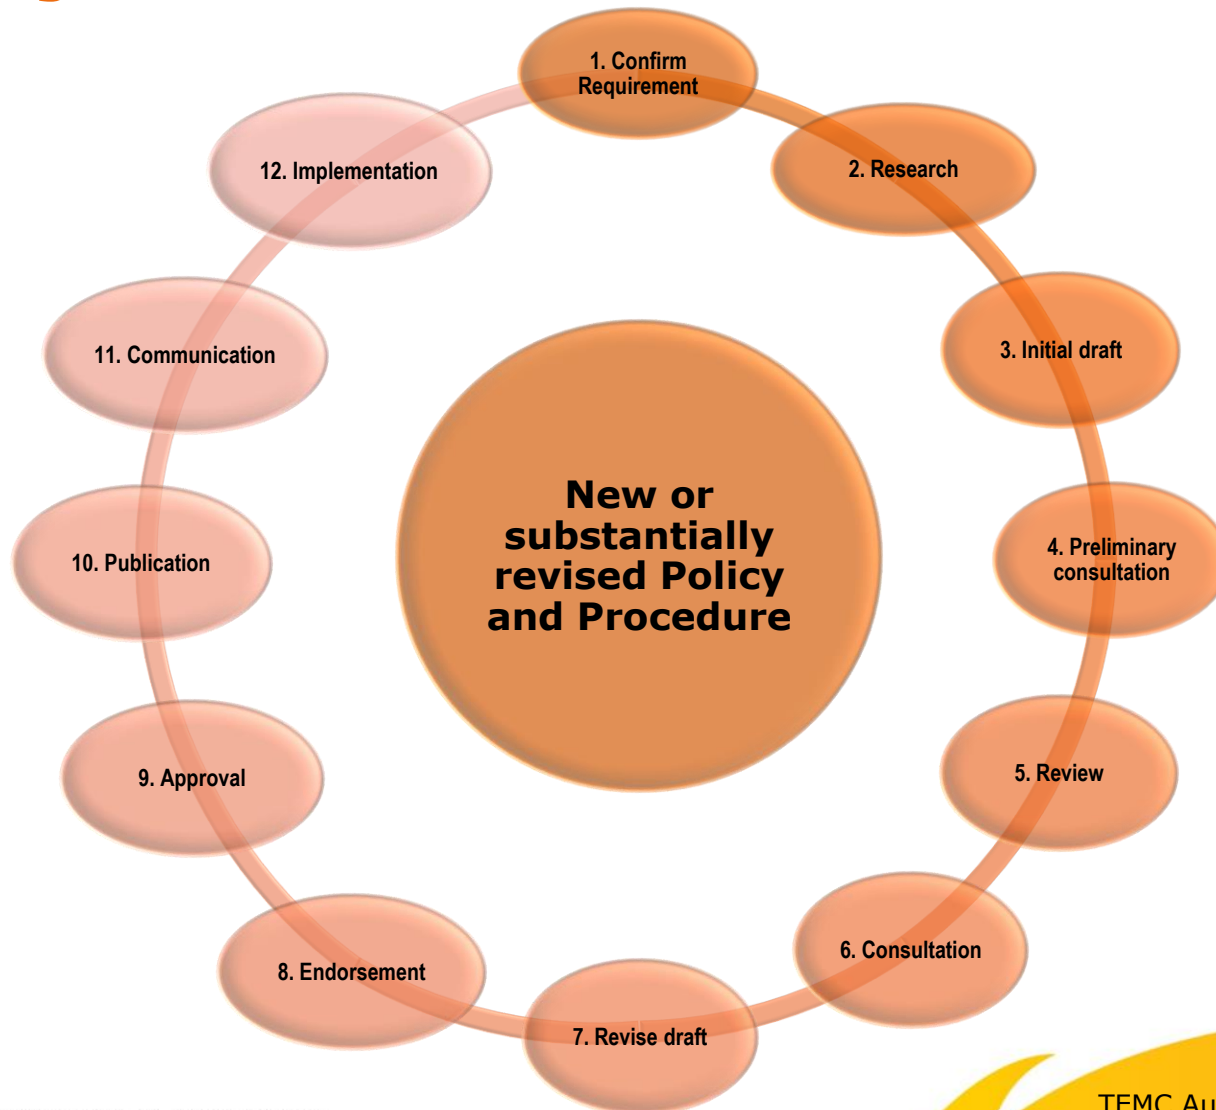 1. Confirm
Requirement
2. Research
3. Initial draft
4. Preliminary
consultation
5. Review
6. Consultation
7. Revise draft
8. Endorsement
9. Approval
10. Publication
11. Communication
12. Implementation
New or
substantially
revised Policy
and Procedure
TEMC Au